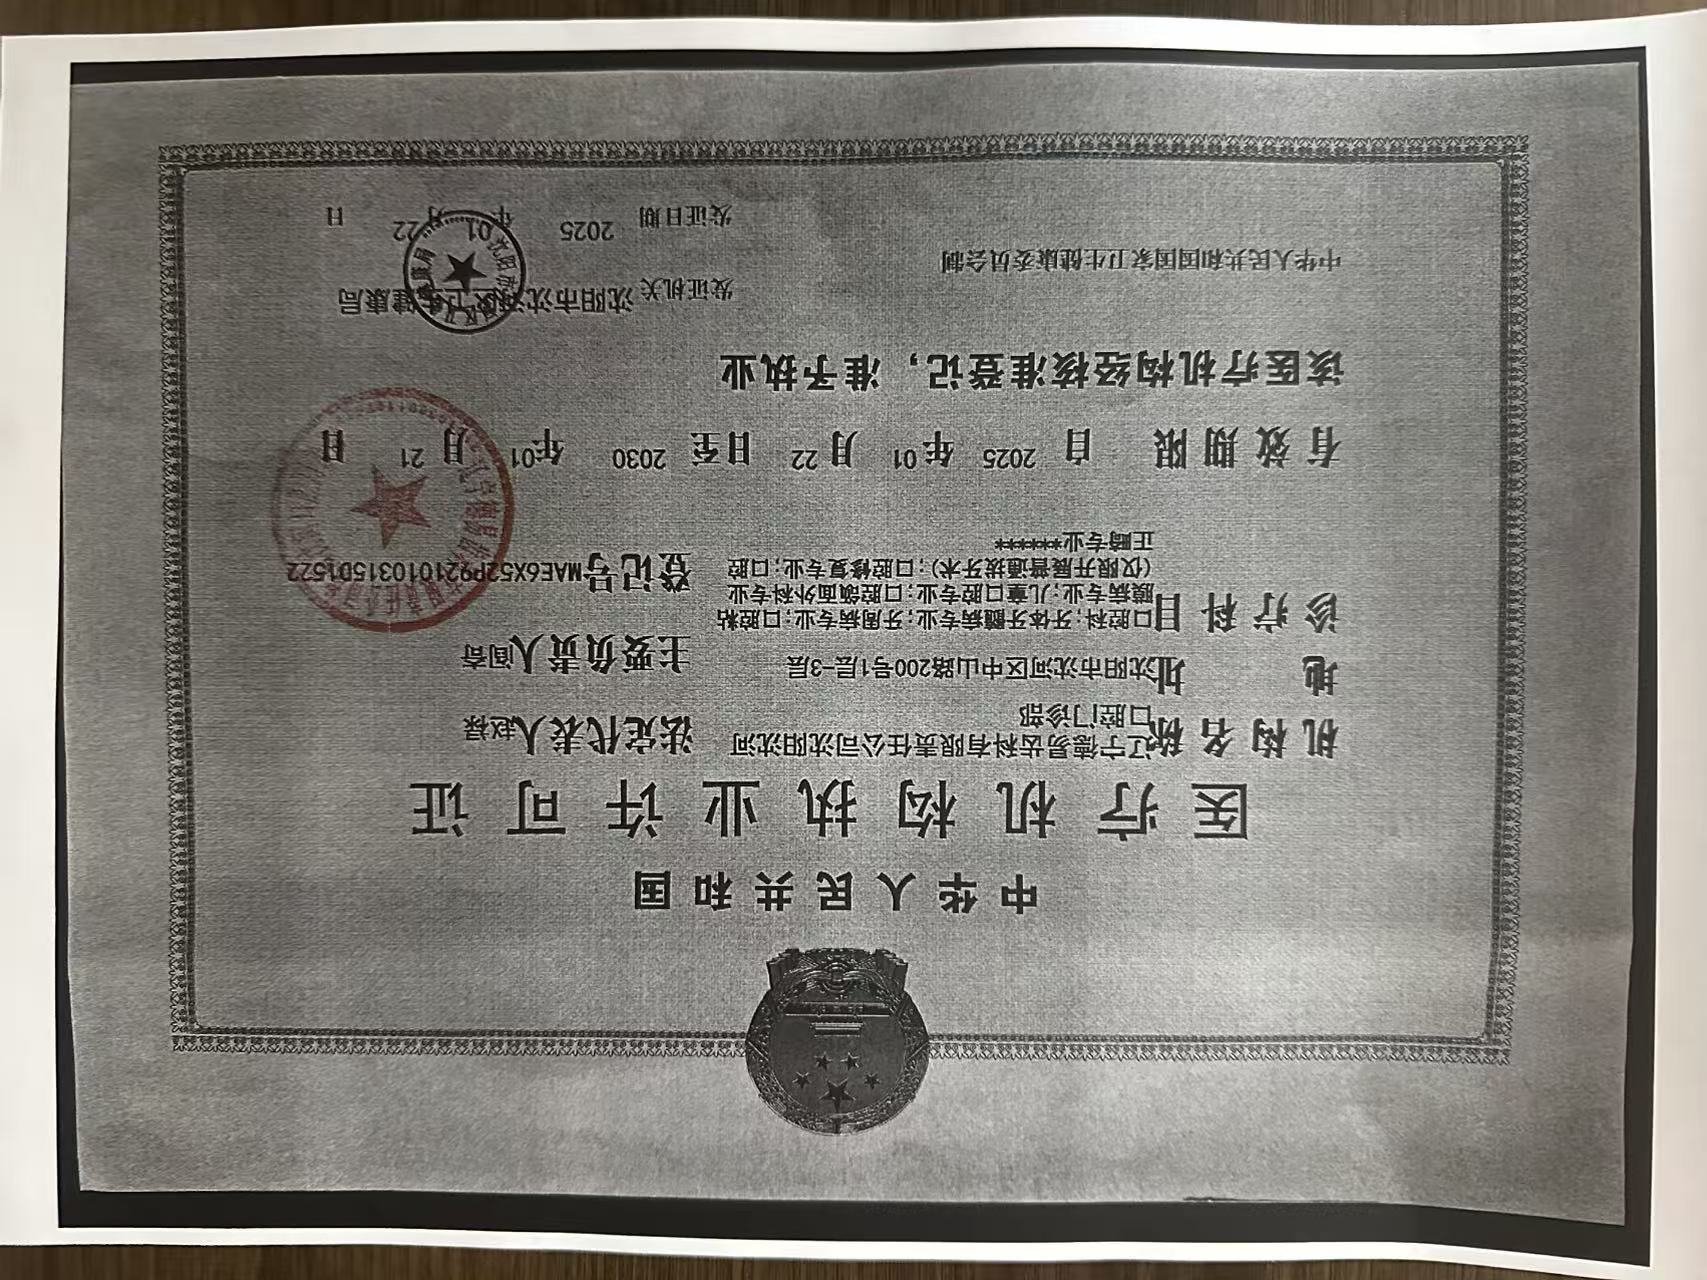 中华人民共和国
医疗机构执业许可证
机构名称 辽宁德易齿科有限责任公司沈阳沈河口腔门诊部
法定代表人 赵禄
地址 沈阳市沈河区中山路200号1层-3层
主要负责人 闻奇
诊疗科目 口腔科;牙体牙髓病专业;牙周病专业;口腔粘
膜病专业;儿童口腔专业;口腔颌面外科专业
(仅限开展普通拔牙术);口腔修复专业;口腔
正畸专业******
登记号 MAE6X52P921010315D1522
有效期限 自 2025 年 01 月 22 日至 2030 年 01 月 21 日
该医疗机构经核准登记，准予执业
中华人民共和国国家卫生健康委员会制
发证机关 沈阳市沈河区卫生健康局
发证日期 2025 年 01 月 22 日